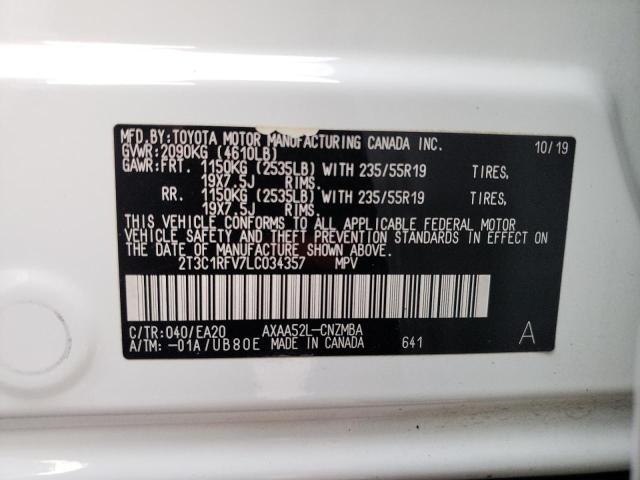 MFD.BY:TOYOTA MOTOR MANUFACTURING CANADA INC. 10/19
GVWR:2090KG (4610LB)
GAWR:FRT. 1150KG (2535LB) WITH 235/55R19 TIRES,
19X7.5J RIMS.
RR. 1150KG (2535LB) WITH 235/55R19 TIRES,
19X7.5J RIMS.
THIS VEHICLE CONFORMS TO ALL APPLICABLE FEDERAL MOTOR
VEHICLE SAFETY AND THEFT PREVENTION STANDARDS IN EFFECT ON
THE DATE OF MANUFACTURE SHOWN ABOVE.
2T3C1RFV7LC034357 MPV
C/TR:040/EA20 AXAA52L-CNZMBA A
A/TM:-01A/UB80E MADE IN CANADA 641